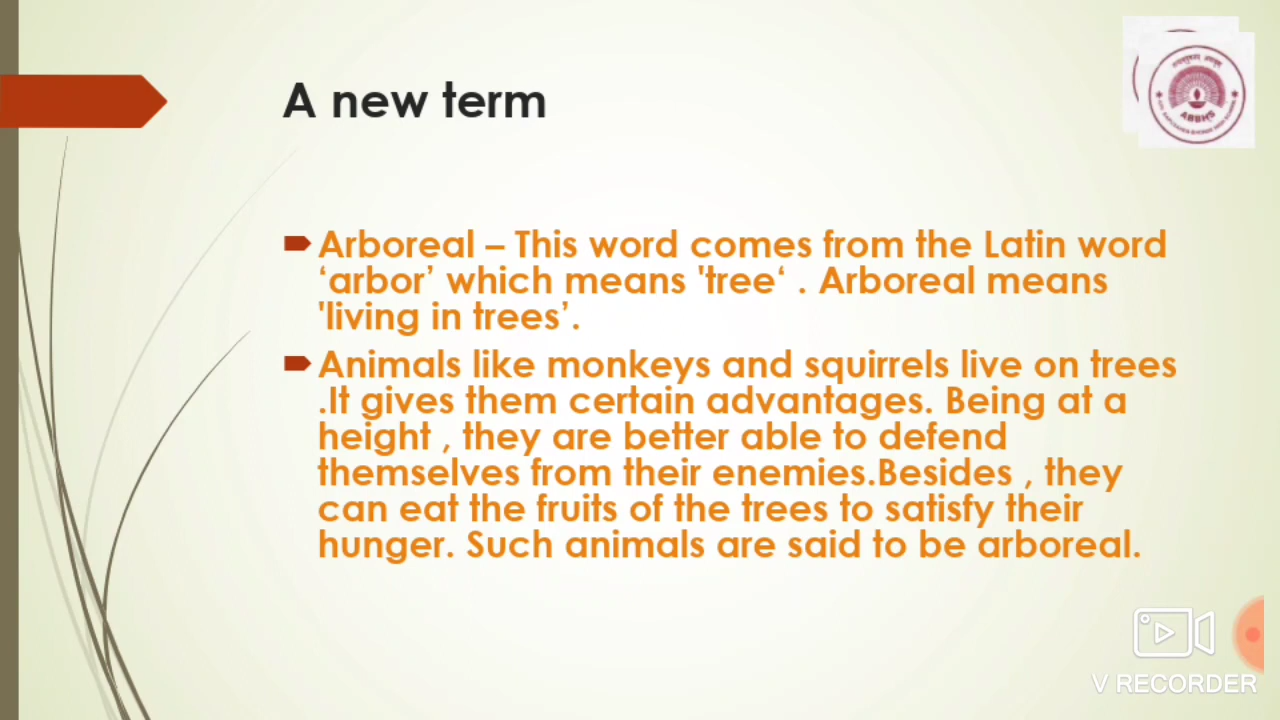 A new term
ABBHS
Arboreal – This word comes from the Latin word
‘arbor’ which means 'tree‘ . Arboreal means
'living in trees’.
Animals like monkeys and squirrels live on trees
.It gives them certain advantages. Being at a
height , they are better able to defend
themselves from their enemies.Besides , they
can eat the fruits of the trees to satisfy their
hunger. Such animals are said to be arboreal.
V RECORDER